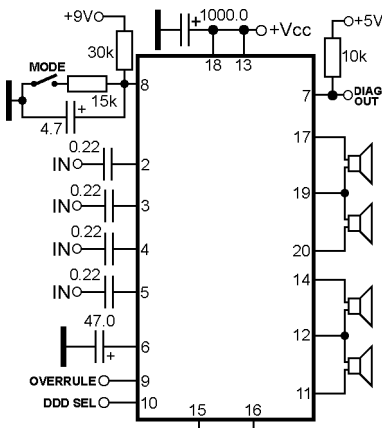 +9V
1000.0
+
+Vcc
+5V
30k
10k
MODE
18
13
8
7
DIAG
OUT
15k
4.7
+
17
0.22
IN
2
0.22
IN
3
19
0.22
IN
4
20
0.22
IN
5
14
47.0
+
6
12
OVERRULE
9
11
DDD SEL
10
15
16